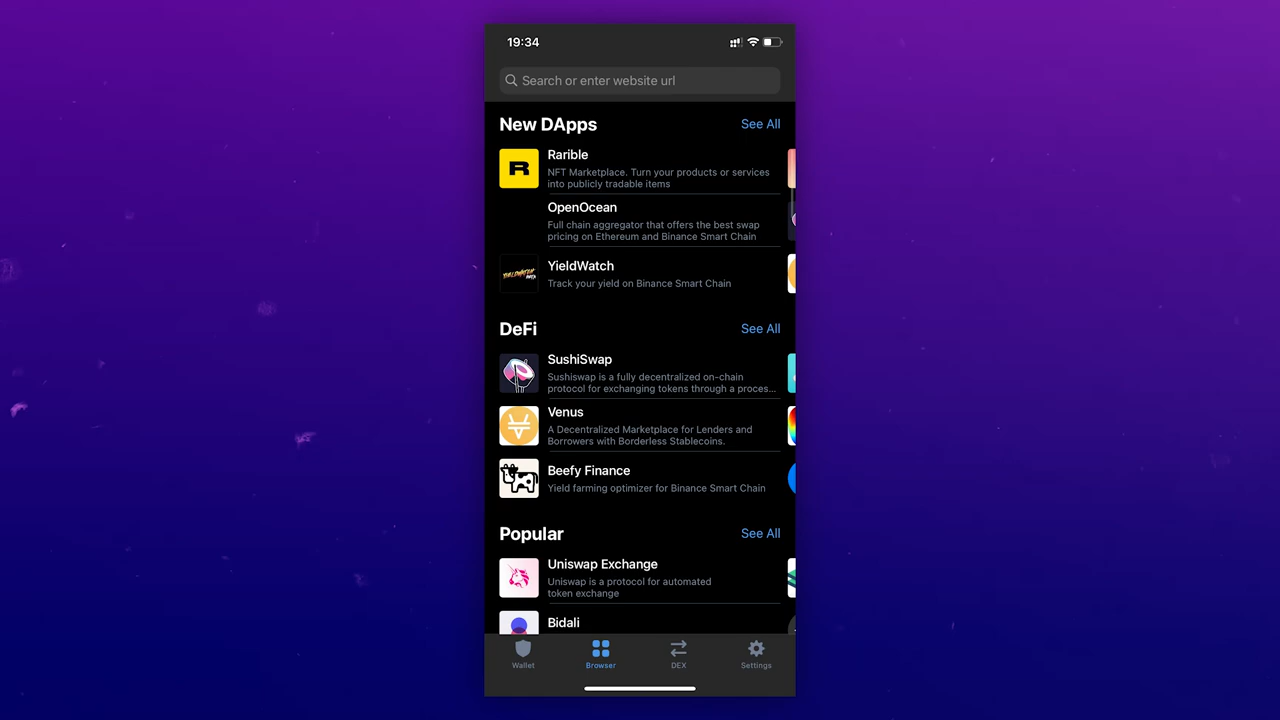 19:34
Search or enter website url
New DApps
See All
R
Rarible
NFT Marketplace. Turn your products or services
into publicly tradable items
OpenOcean
Full chain aggregator that offers the best swap
pricing on Ethereum and Binance Smart Chain
YIELDWATCH
YieldWatch
Track your yield on Binance Smart Chain
DeFi
See All
SushiSwap
Sushiswap is a fully decentralized on-chain
protocol for exchanging tokens through a proces...
Venus
A Decentralized Marketplace for Lenders and
Borrowers with Borderless Stablecoins.
Beefy Finance
Yield farming optimizer for Binance Smart Chain
Popular
See All
Uniswap Exchange
Uniswap is a protocol for automated
token exchange
Bidali
Wallet
Browser
DEX
Settings